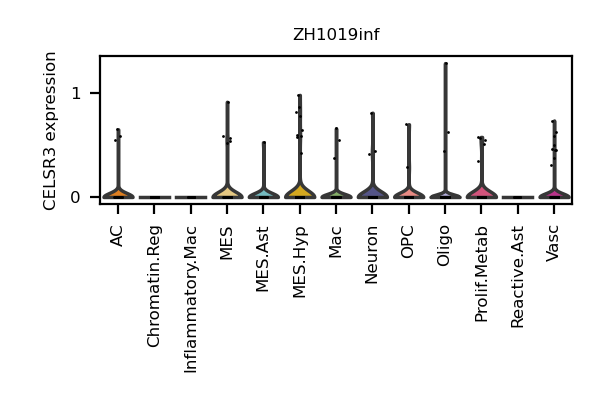 ZH1019inf
CELSR3 expression
1
0
AC
Chromatin.Reg
Inflammatory.Mac
MES
MES.Ast
MES.Hyp
Mac
Neuron
OPC
Oligo
Prolif.Metab
Reactive.Ast
Vasc